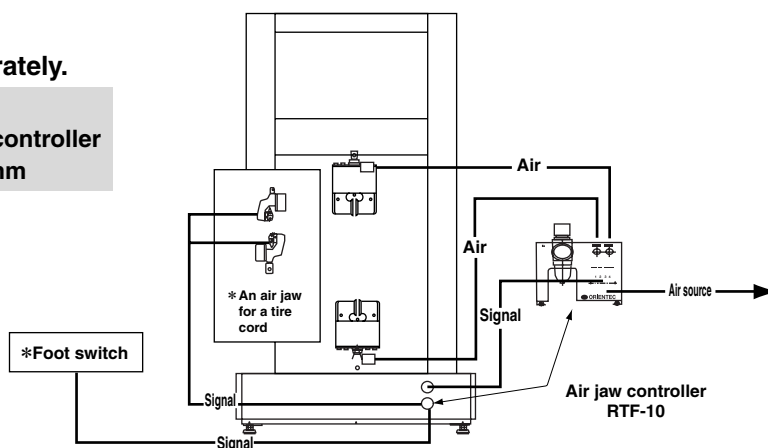 rately.
controller
nm
Air
Air
* An air jaw
for a tire
cord
ORIENTEC
Air source
Signal
*Foot switch
Air jaw controller
RTF-10
Signal
Signal